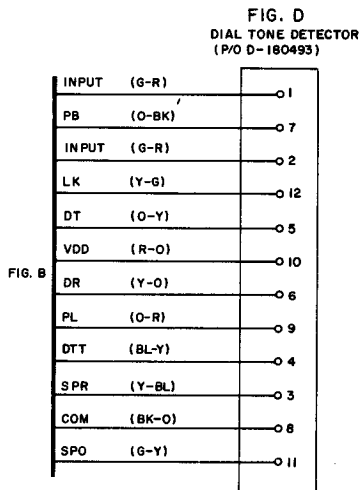 FIG. D
DIAL TONE DETECTOR
(P/O D-180493)
INPUT (G-R) 1
PB (O-BK) 7
INPUT (G-R) 2
LK (Y-G) 12
DT (O-Y) 5
VDD (R-O) 10
FIG. B
DR (Y-O) 6
PL (O-R) 9
DTT (BL-Y) 4
SPR (Y-BL) 3
COM (BK-O) 8
SPO (G-Y) 11